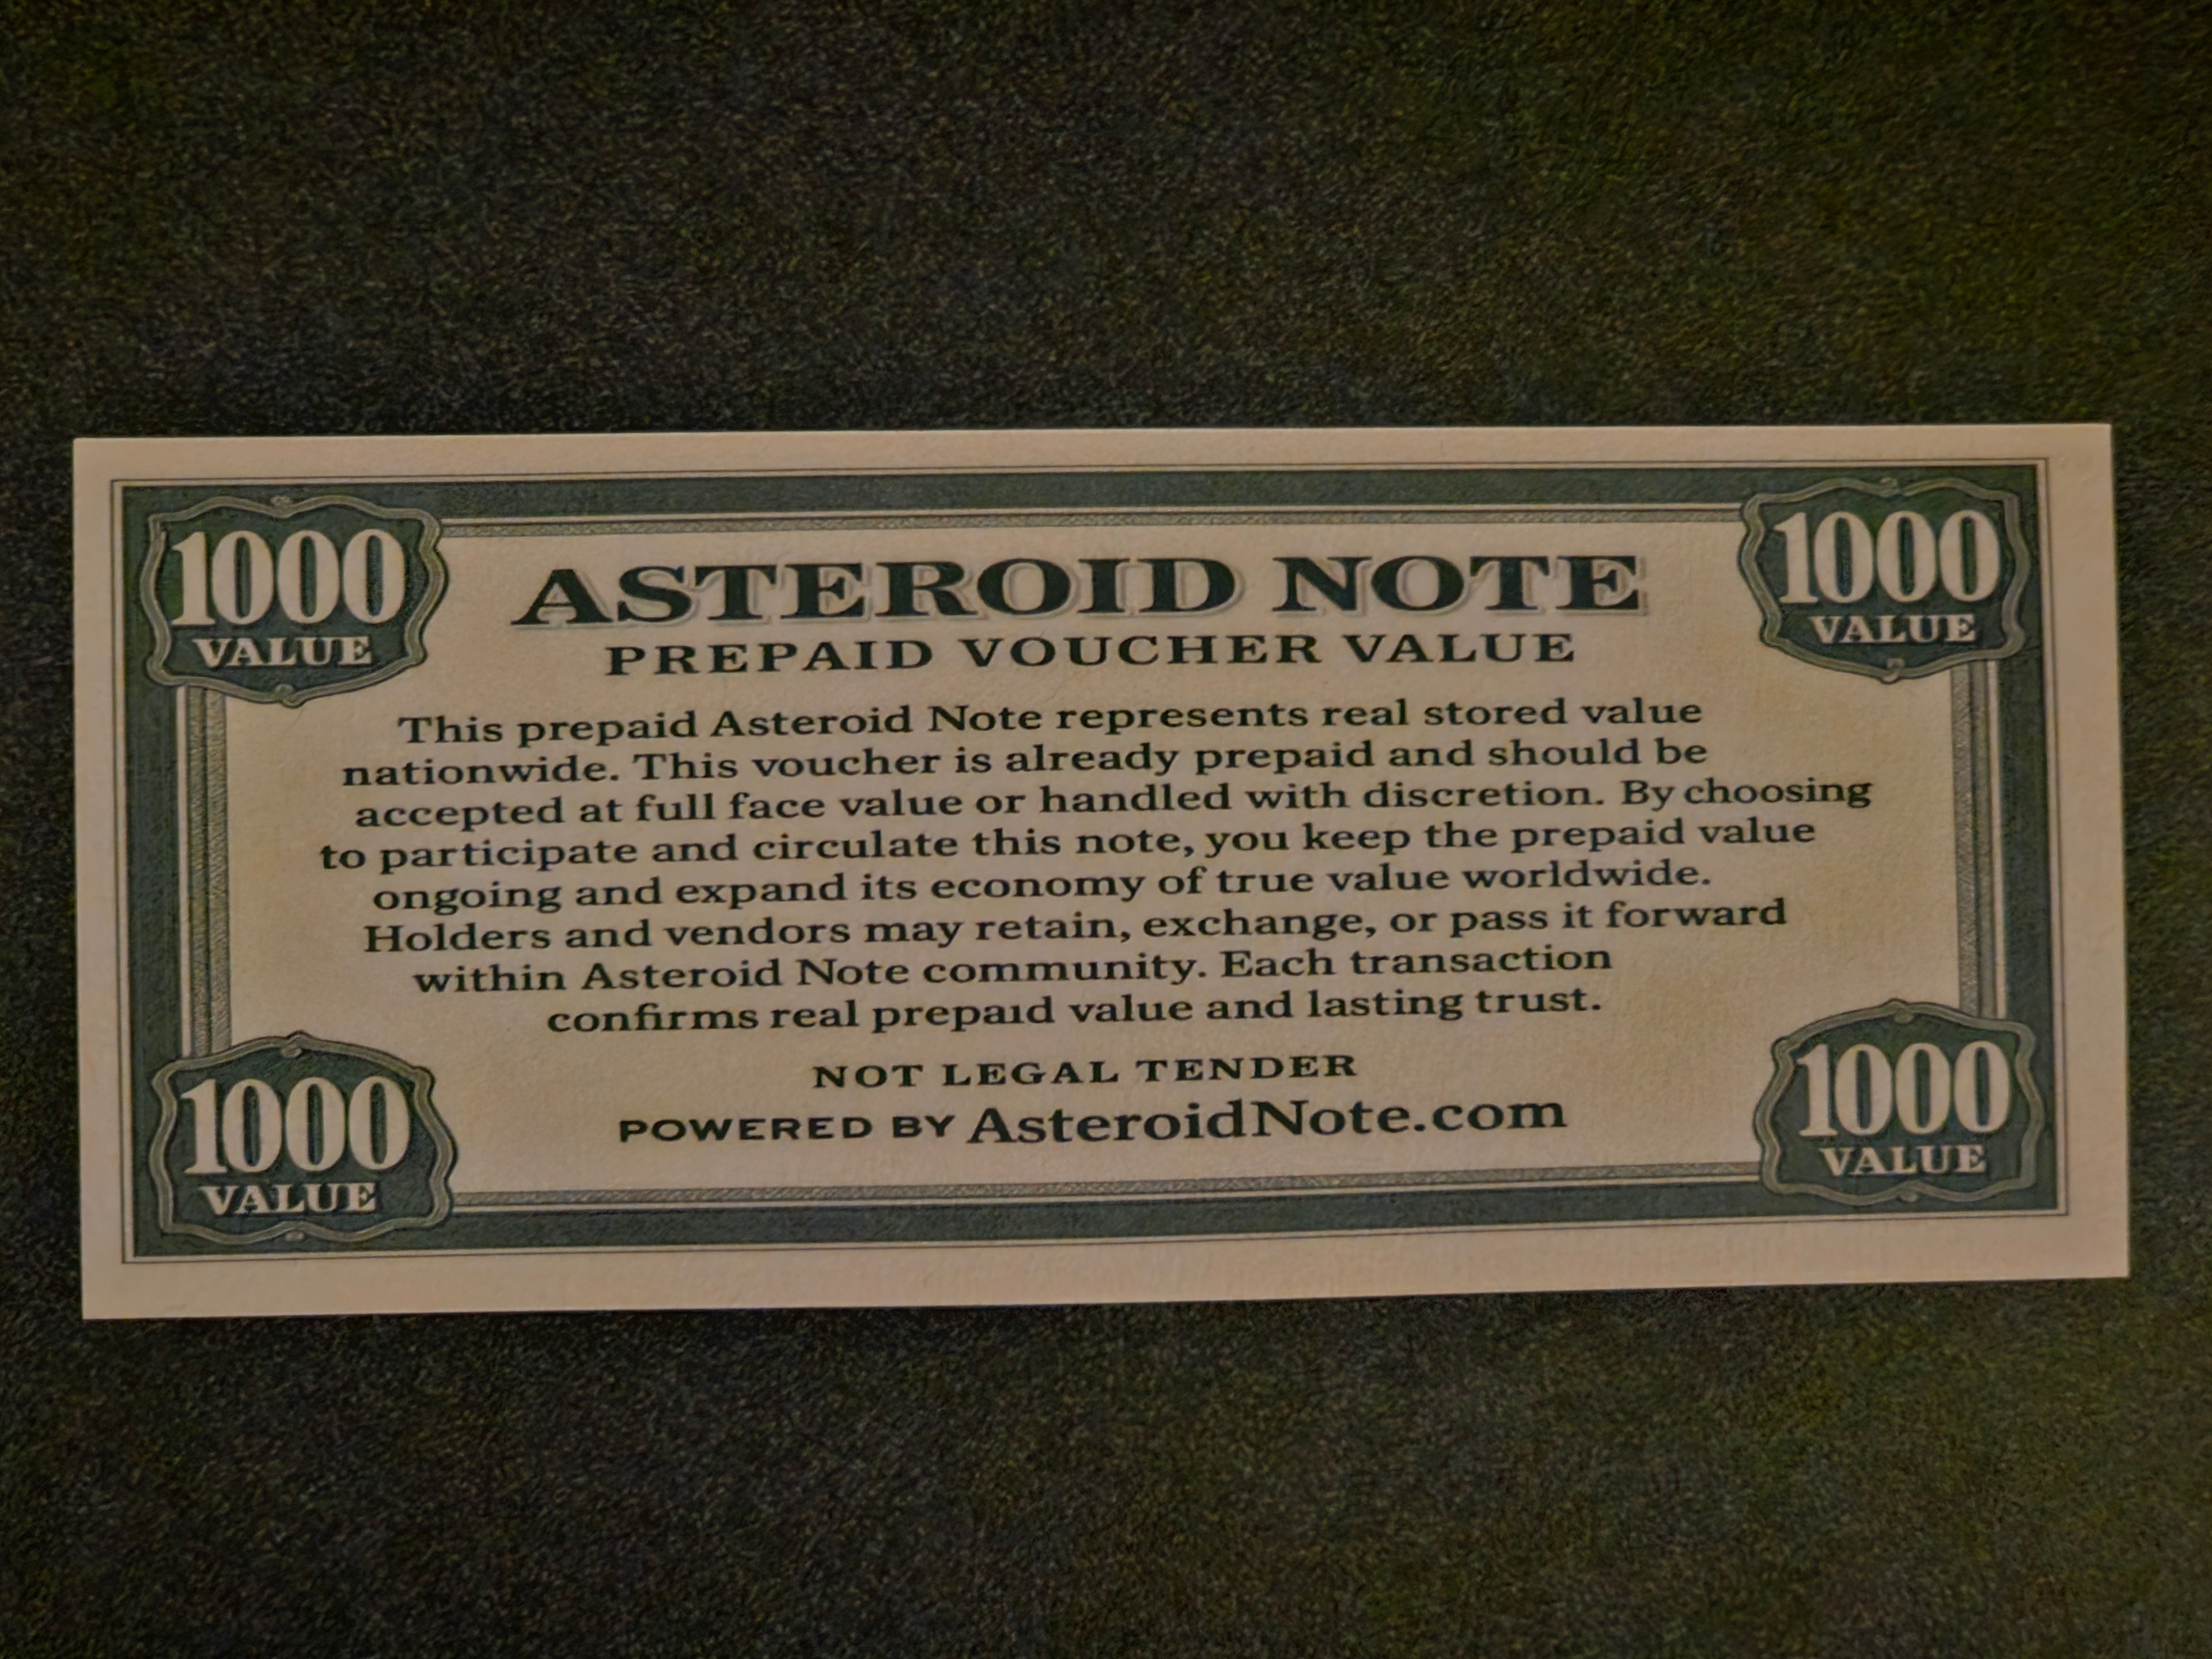 1000
VALUE
1000
VALUE
ASTEROID NOTE
PREPAID VOUCHER VALUE
This prepaid Asteroid Note represents real stored value
nationwide. This voucher is already prepaid and should be
accepted at full face value or handled with discretion. By choosing
to participate and circulate this note, you keep the prepaid value
ongoing and expand its economy of true value worldwide.
Holders and vendors may retain, exchange, or pass it forward
within Asteroid Note community. Each transaction
confirms real prepaid value and lasting trust.
NOT LEGAL TENDER
POWERED BY AsteroidNote.com
1000
VALUE
1000
VALUE